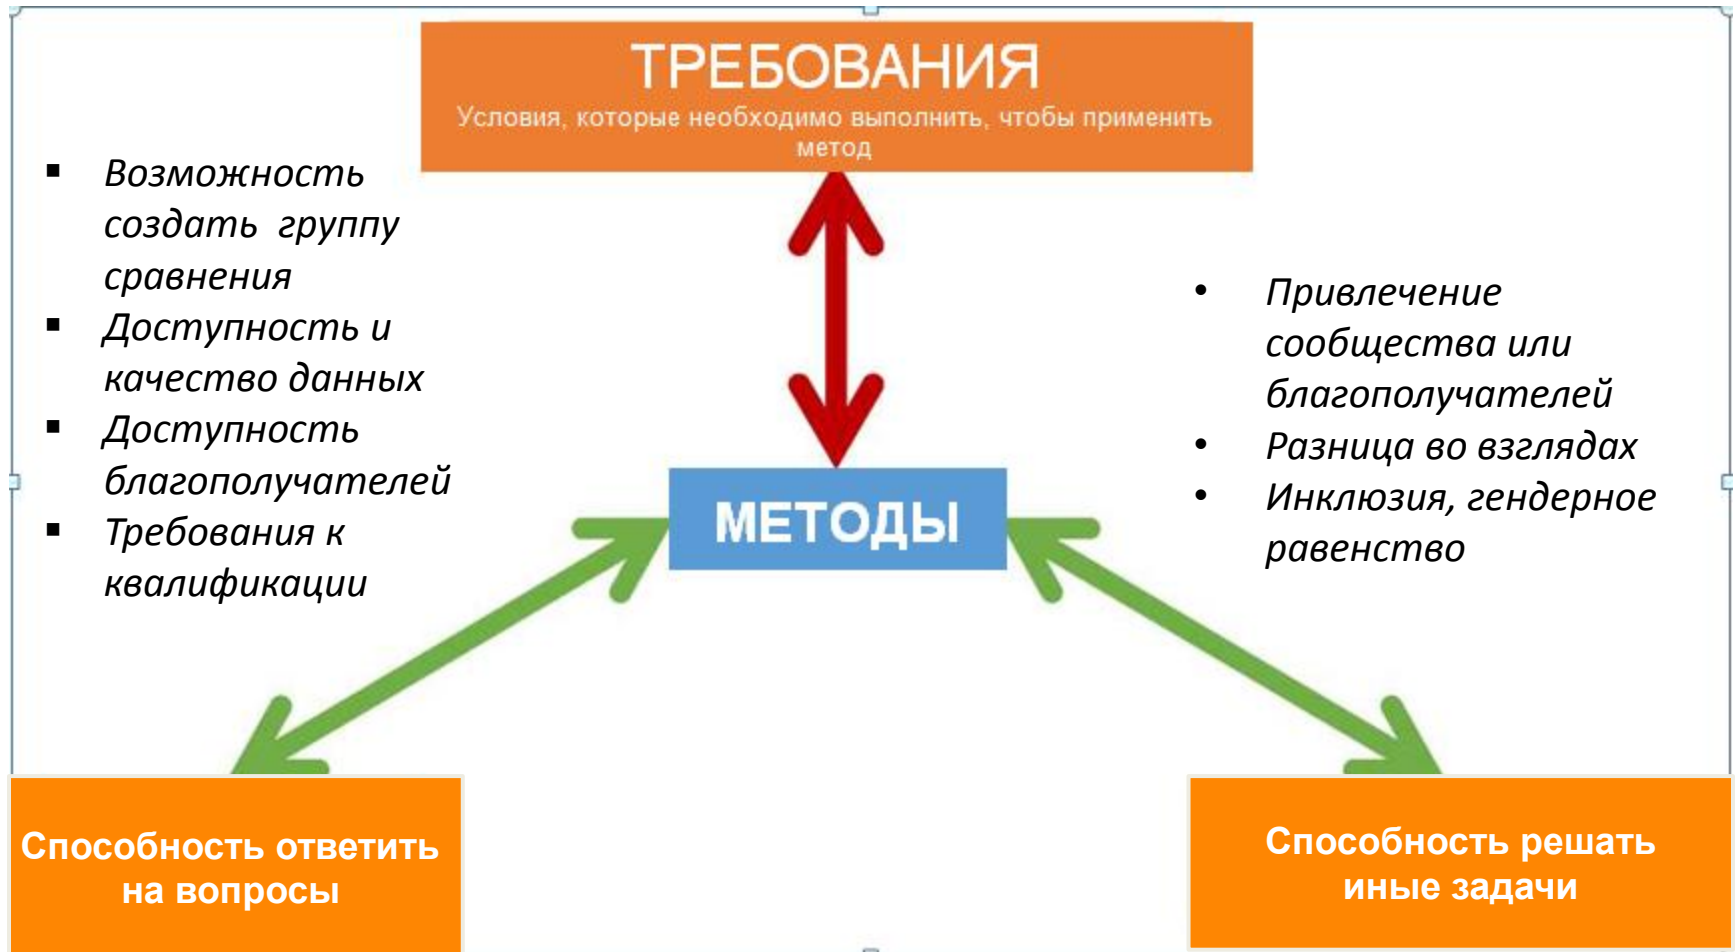 ТРЕБОВАНИЯ
Условия, которые необходимо выполнить, чтобы применить
метод
▪ Возможность
создать группу
сравнения
▪ Доступность и
качество данных
▪ Доступность
благополучателей
▪ Требования к
квалификации
• Привлечение
сообщества или
благополучателей
• Разница во взглядах
• Инклюзия, гендерное
равенство
МЕТОДЫ
Способность ответить
на вопросы
Способность решать
иные задачи